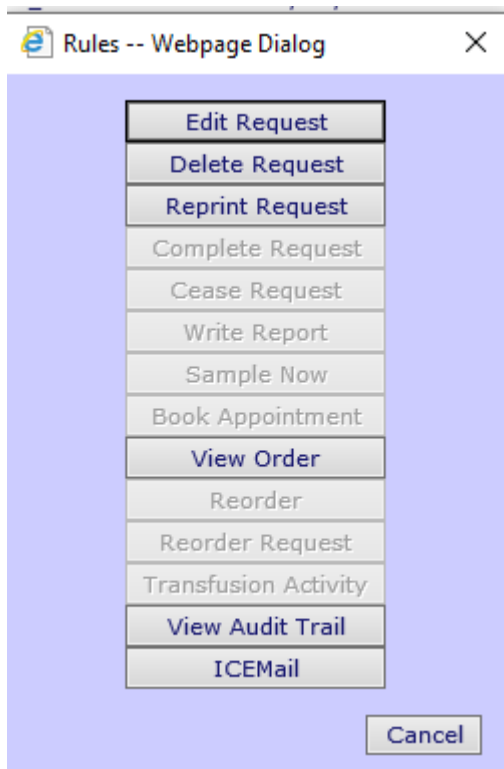 Rules -- Webpage Dialog
Edit Request
Delete Request
Reprint Request
Complete Request
Cease Request
Write Report
Sample Now
Book Appointment
View Order
Reorder
Reorder Request
Transfusion Activity
View Audit Trail
ICEMail
Cancel